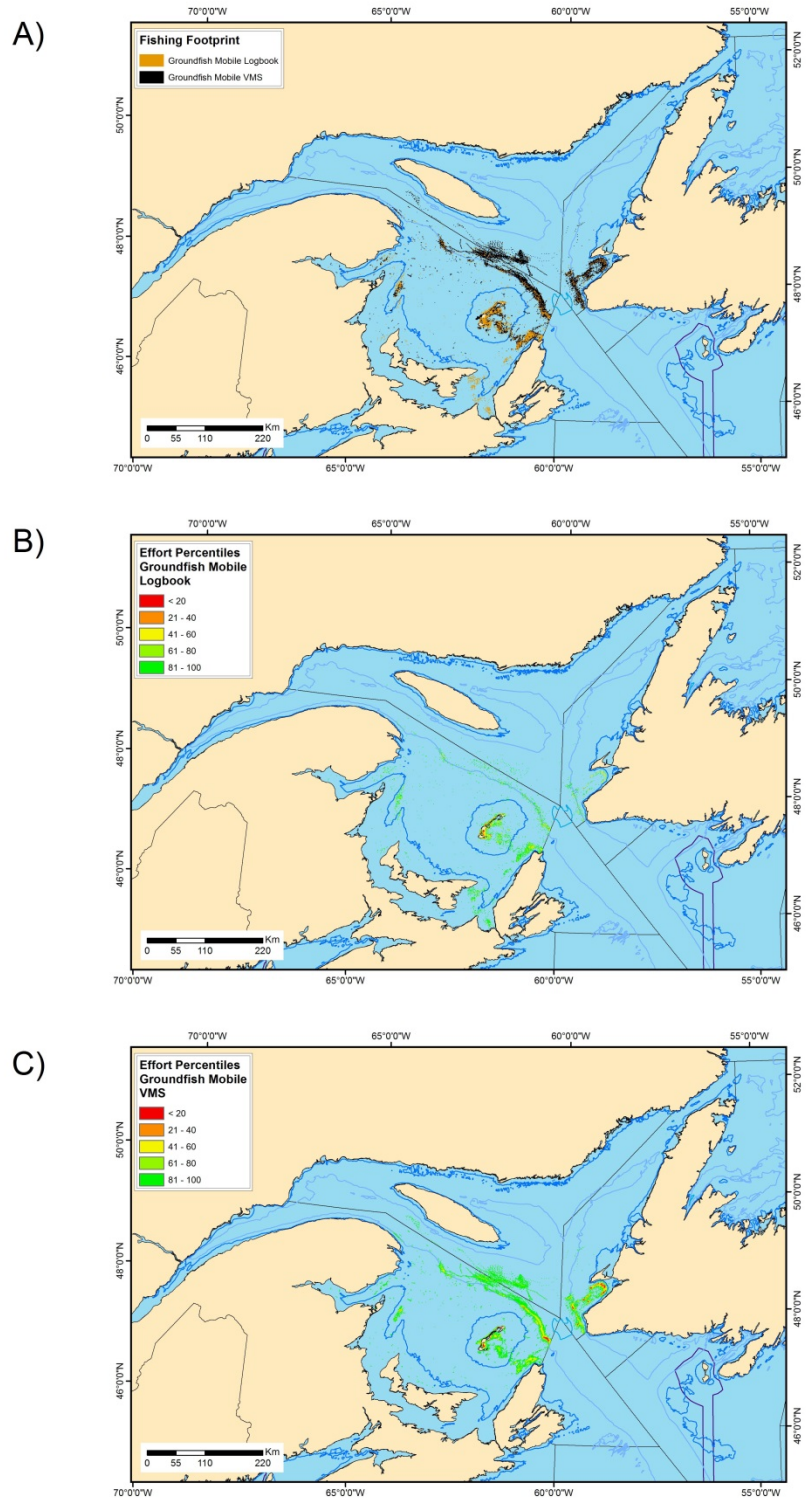 A)
70°0'0"W 65°0'0"W 60°0'0"W 55°0'0"W
Fishing Footprint
Groundfish Mobile Logbook
Groundfish Mobile VMS
52°0'0"N
50°0'0"N
50°0'0"N
48°0'0"N
48°0'0"N
46°0'0"N
46°0'0"N
Km
0 55 110 220
70°0'0"W 65°0'0"W 60°0'0"W 55°0'0"W
B)
70°0'0"W 65°0'0"W 60°0'0"W 55°0'0"W
Effort Percentiles
Groundfish Mobile
Logbook
< 20
21 - 40
41 - 60
61 - 80
81 - 100
52°0'0"N
50°0'0"N
50°0'0"N
48°0'0"N
48°0'0"N
46°0'0"N
46°0'0"N
Km
0 55 110 220
70°0'0"W 65°0'0"W 60°0'0"W 55°0'0"W
C)
70°0'0"W 65°0'0"W 60°0'0"W 55°0'0"W
Effort Percentiles
Groundfish Mobile
VMS
< 20
21 - 40
41 - 60
61 - 80
81 - 100
52°0'0"N
50°0'0"N
50°0'0"N
48°0'0"N
48°0'0"N
46°0'0"N
46°0'0"N
Km
0 55 110 220
70°0'0"W 65°0'0"W 60°0'0"W 55°0'0"W